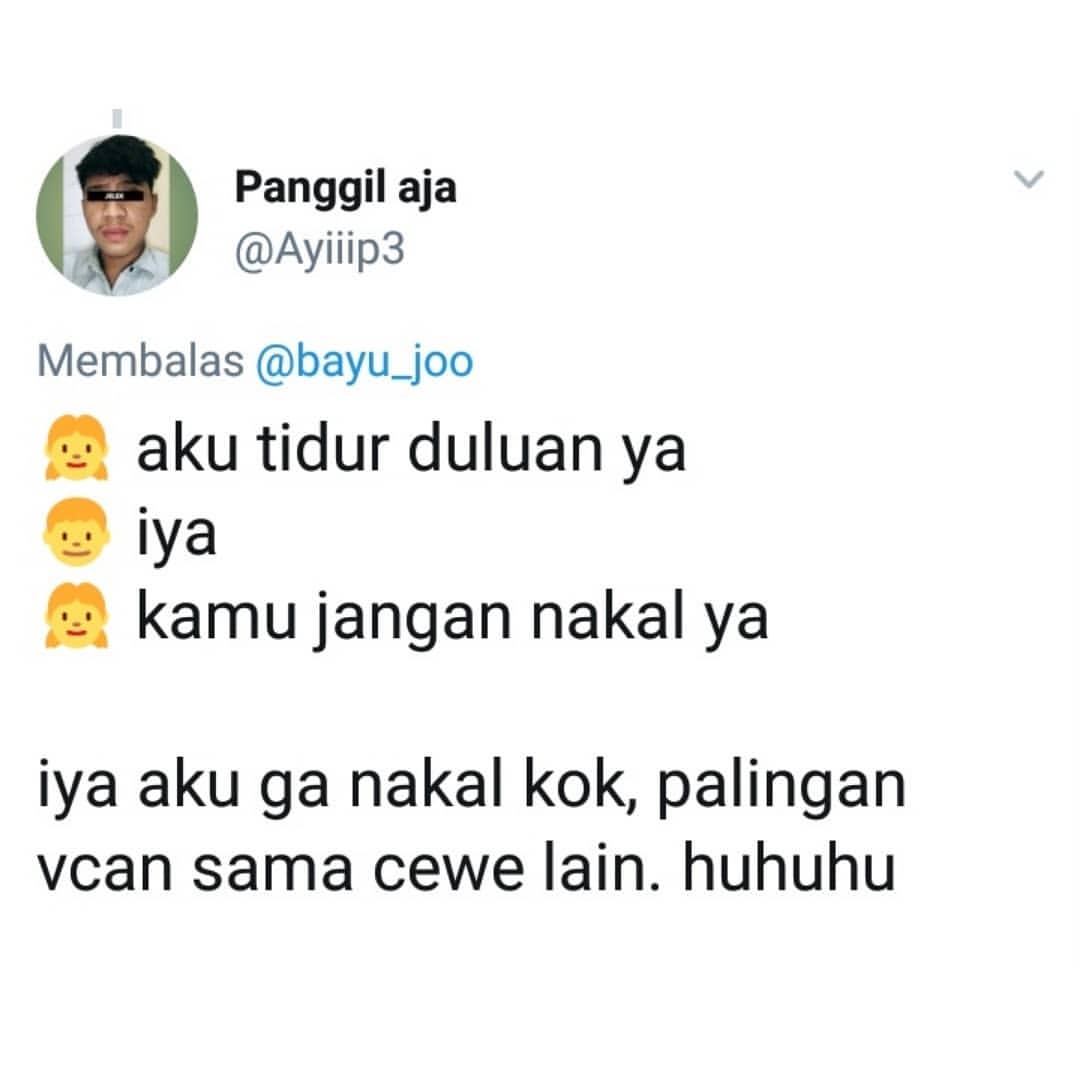 Panggil aja
@Ayiiip3
Membalas @bayu_joo
👧 aku tidur duluan ya
👦 iya
👧 kamu jangan nakal ya
iya aku ga nakal kok, palingan
vcan sama cewe lain. huhuhu